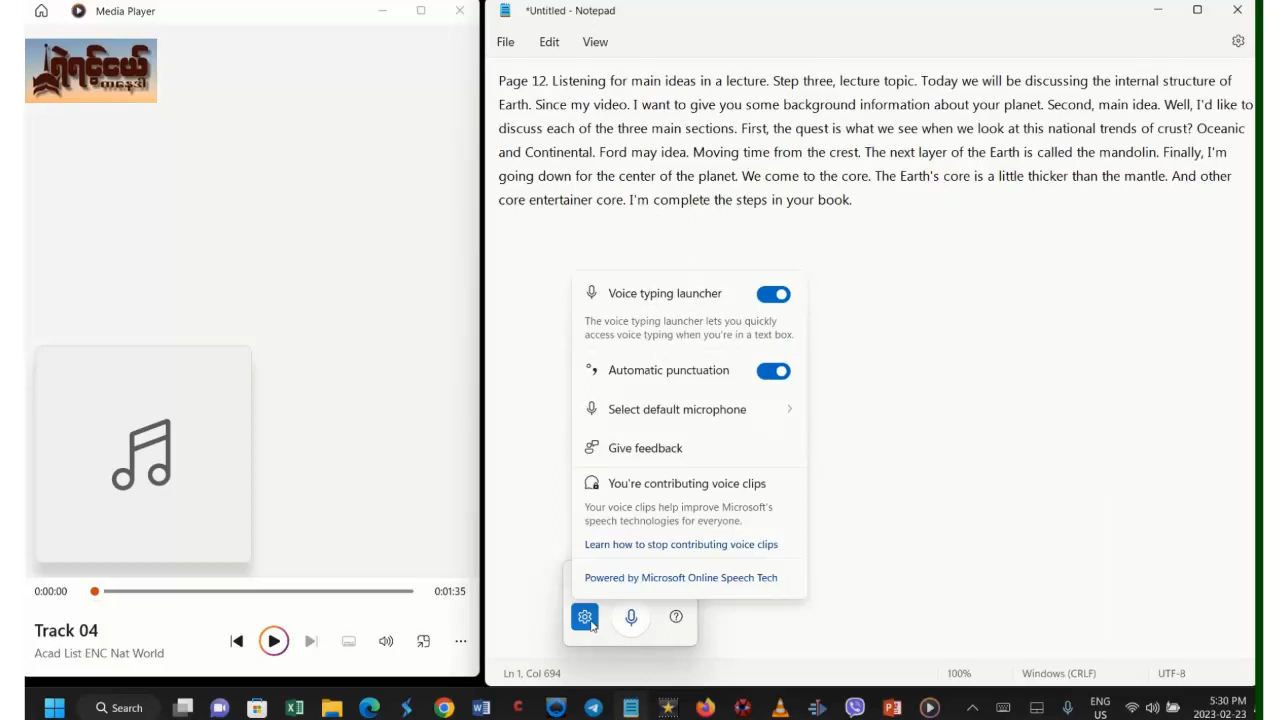 Media Player
ရဲရင့်ငယ်
ကနေဒါ
0:00:00
0:01:35
Track 04
Acad List ENC Nat World
*Untitled - Notepad
File Edit View
Page 12. Listening for main ideas in a lecture. Step three, lecture topic. Today we will be discussing the internal structure of
Earth. Since my video. I want to give you some background information about your planet. Second, main idea. Well, I'd like to
discuss each of the three main sections. First, the quest is what we see when we look at this national trends of crust? Oceanic
and Continental. Ford may idea. Moving time from the crest. The next layer of the Earth is called the mandolin. Finally, I'm
going down for the center of the planet. We come to the core. The Earth's core is a little thicker than the mantle. And other
core entertainer core. I'm complete the steps in your book.
Voice typing launcher
The voice typing launcher lets you quickly
access voice typing when you're in a text box.
Automatic punctuation
Select default microphone
Give feedback
You're contributing voice clips
Your voice clips help improve Microsoft's
speech technologies for everyone.
Learn how to stop contributing voice clips
Powered by Microsoft Online Speech Tech
Ln 1, Col 694 100% Windows (CRLF) UTF-8
Search
ENG
US
5:30 PM
2023-02-23